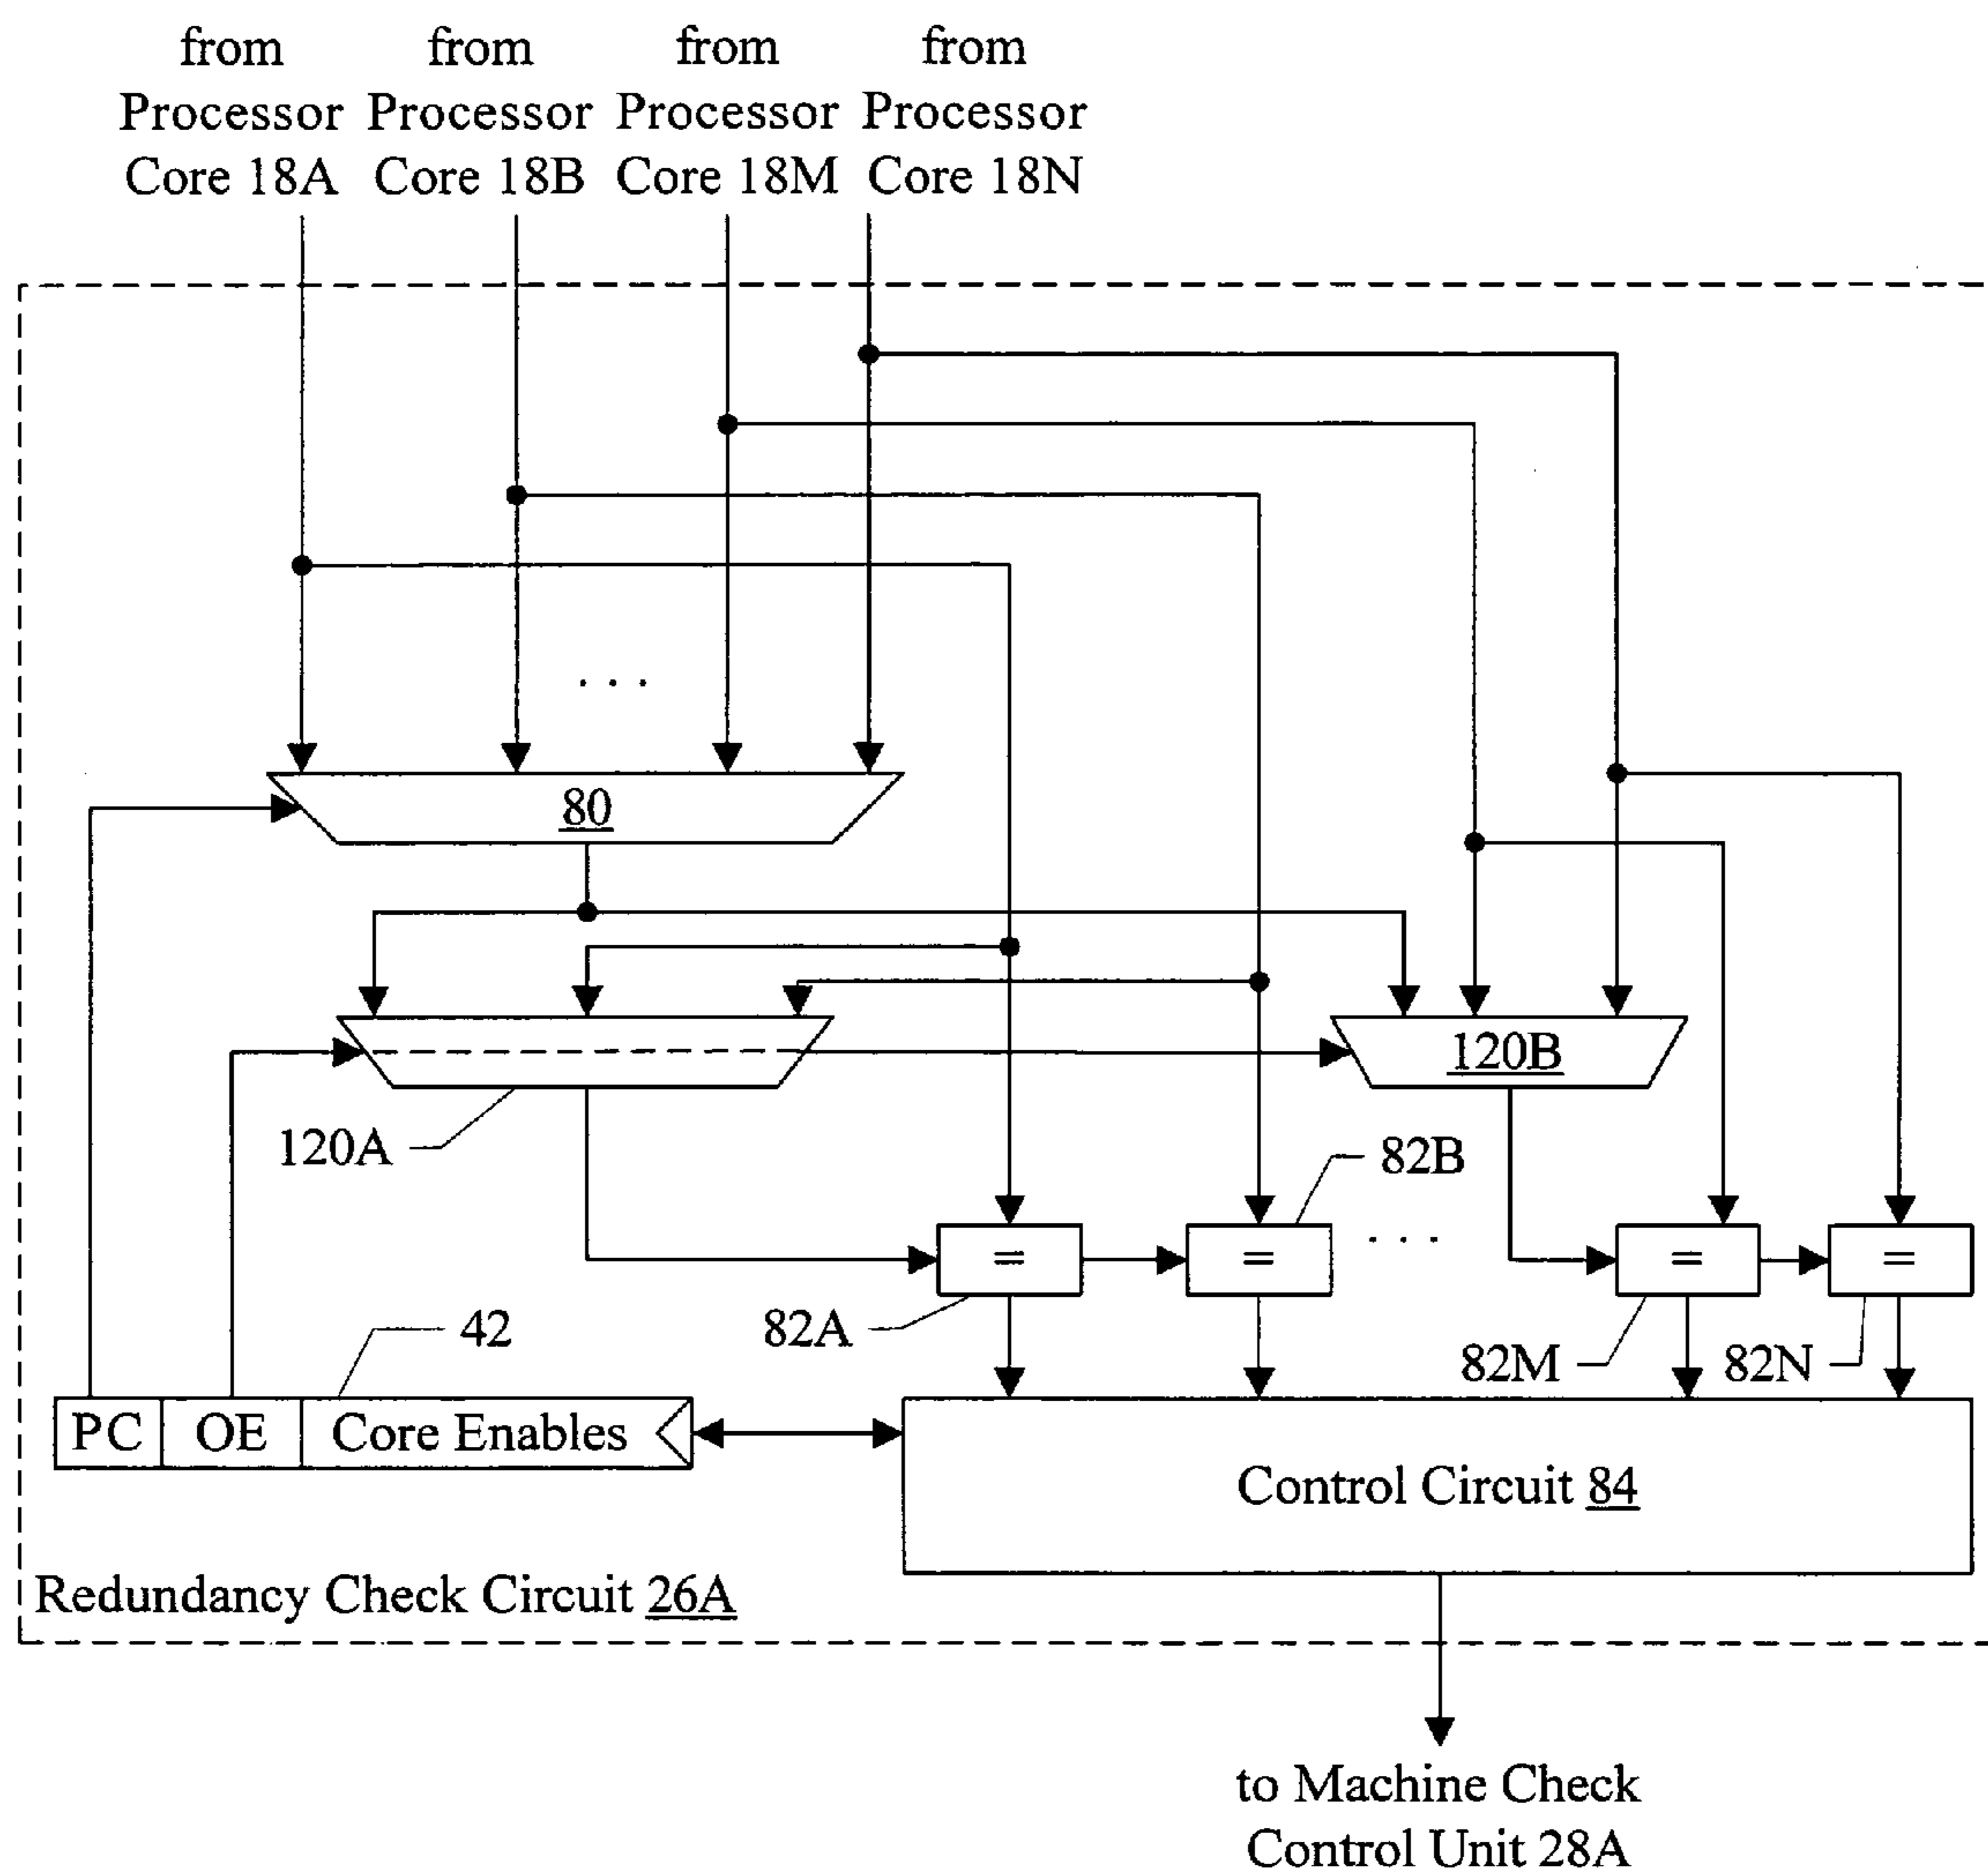 from from from from
Processor Processor Processor Processor
Core 18A Core 18B Core 18M Core 18N
. . .
80
120B
120A
82B
= = . . . = =
82A
42
82M
82N
PC OE Core Enables
Control Circuit 84
Redundancy Check Circuit 26A
to Machine Check
Control Unit 28A